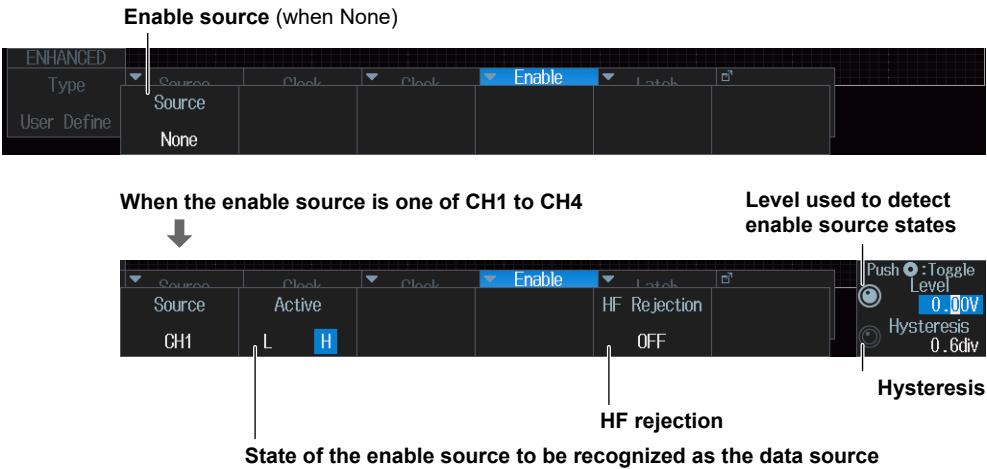 Enable source (when None)
ENHANCED
Type
User Define
Source
Clock
Clock
Enable
Latch
Source
None
When the enable source is one of CH1 to CH4
Level used to detect
enable source states
Source
Clock
Clock
Enable
Latch
Source
CH1
Active
L H
HF Rejection
OFF
Push :Toggle
Level
0.00V
Hysteresis
0.6div
Hysteresis
HF rejection
State of the enable source to be recognized as the data source